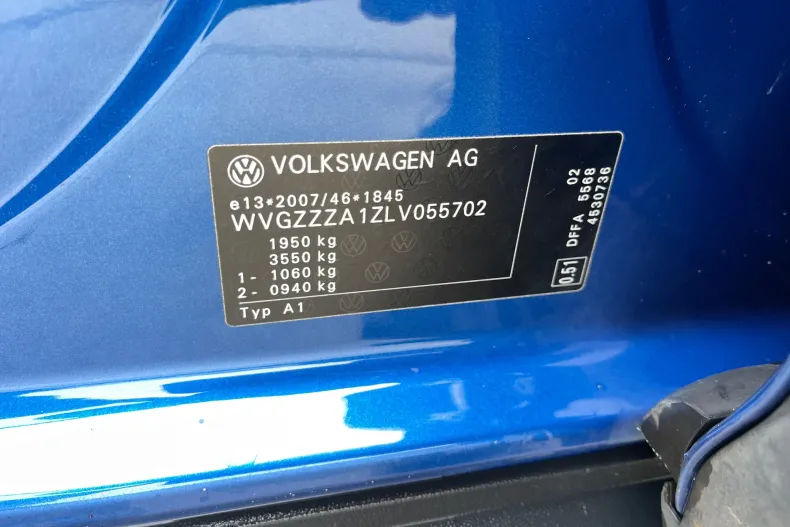 VOLKSWAGEN AG
e13*2007/46*1845
WVGZZZA1ZLV055702
1950 kg
3550 kg
1- 1060 kg
2- 0940 kg
Typ A1
02
DFFA 5568
0.51 4530736